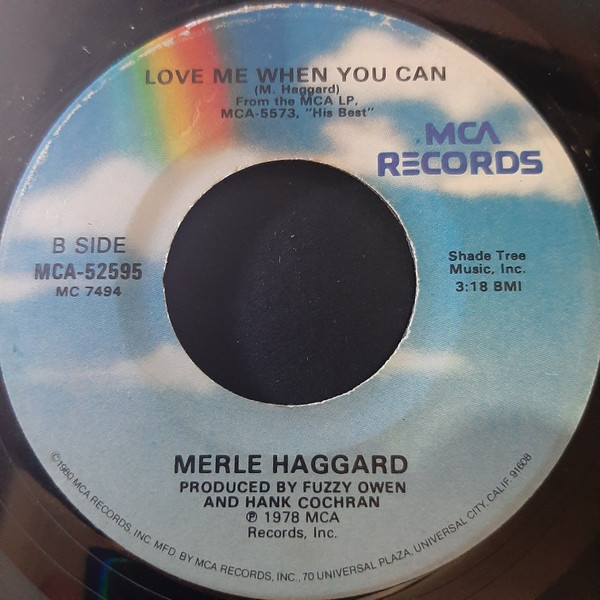 LOVE ME WHEN YOU CAN
(M. Haggard)
From the MCA LP,
MCA-5573, "His Best"
MCA
RECORDS
B SIDE
MCA-52595
MC 7494
Shade Tree
Music, Inc.
3:18 BMI
MERLE HAGGARD
PRODUCED BY FUZZY OWEN
AND HANK COCHRAN
℗ 1978 MCA
Records, Inc.
©1980 MCA RECORDS, INC. MFD. BY MCA RECORDS, INC., 70 UNIVERSAL PLAZA, UNIVERSAL CITY, CALIF. 91608